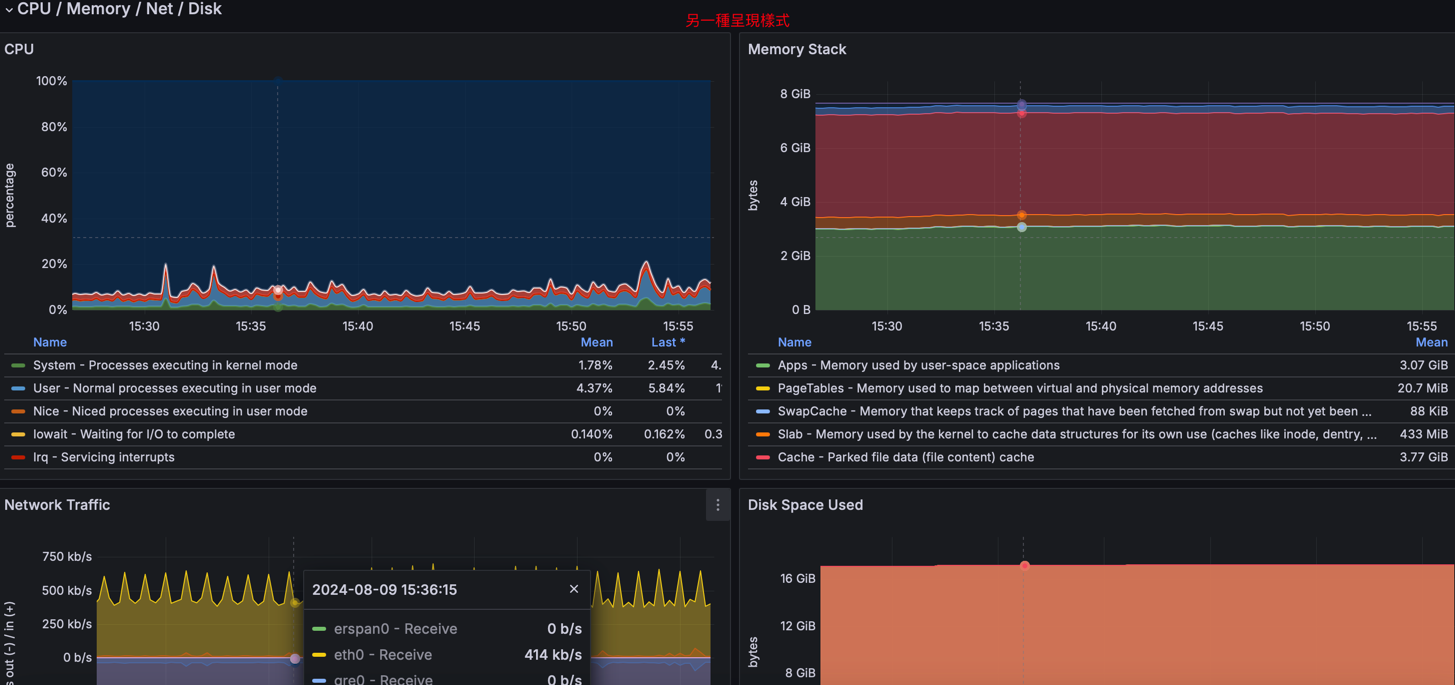 CPU / Memory / Net / Disk
另一種呈現樣式
CPU
percentage
100%
80%
60%
40%
20%
0%
15:30 15:35 15:40 15:45 15:50 15:55
Name Mean Last *
System - Processes executing in kernel mode 1.78% 2.45% 4.
User - Normal processes executing in user mode 4.37% 5.84%
Nice - Niced processes executing in user mode 0% 0%
Iowait - Waiting for I/O to complete 0.140% 0.162% 0.3
Irq - Servicing interrupts 0% 0%
Memory Stack
bytes
8 GiB
6 GiB
4 GiB
2 GiB
0 B
15:30 15:35 15:40 15:45 15:50 15:55
Name Mean
Apps - Memory used by user-space applications 3.07 GiB
PageTables - Memory used to map between virtual and physical memory addresses 20.7 MiB
SwapCache - Memory that keeps track of pages that have been fetched from swap but not yet been ... 88 KiB
Slab - Memory used by the kernel to cache data structures for its own use (caches like inode, dentry, ... 433 MiB
Cache - Parked file data (file content) cache 3.77 GiB
Network Traffic
s out (-) / in (+)
750 kb/s
500 kb/s
250 kb/s
0 b/s
2024-08-09 15:36:15
erspan0 - Receive 0 b/s
eth0 - Receive 414 kb/s
gre0 - Receive 0 b/s
Disk Space Used
bytes
16 GiB
12 GiB
8 GiB